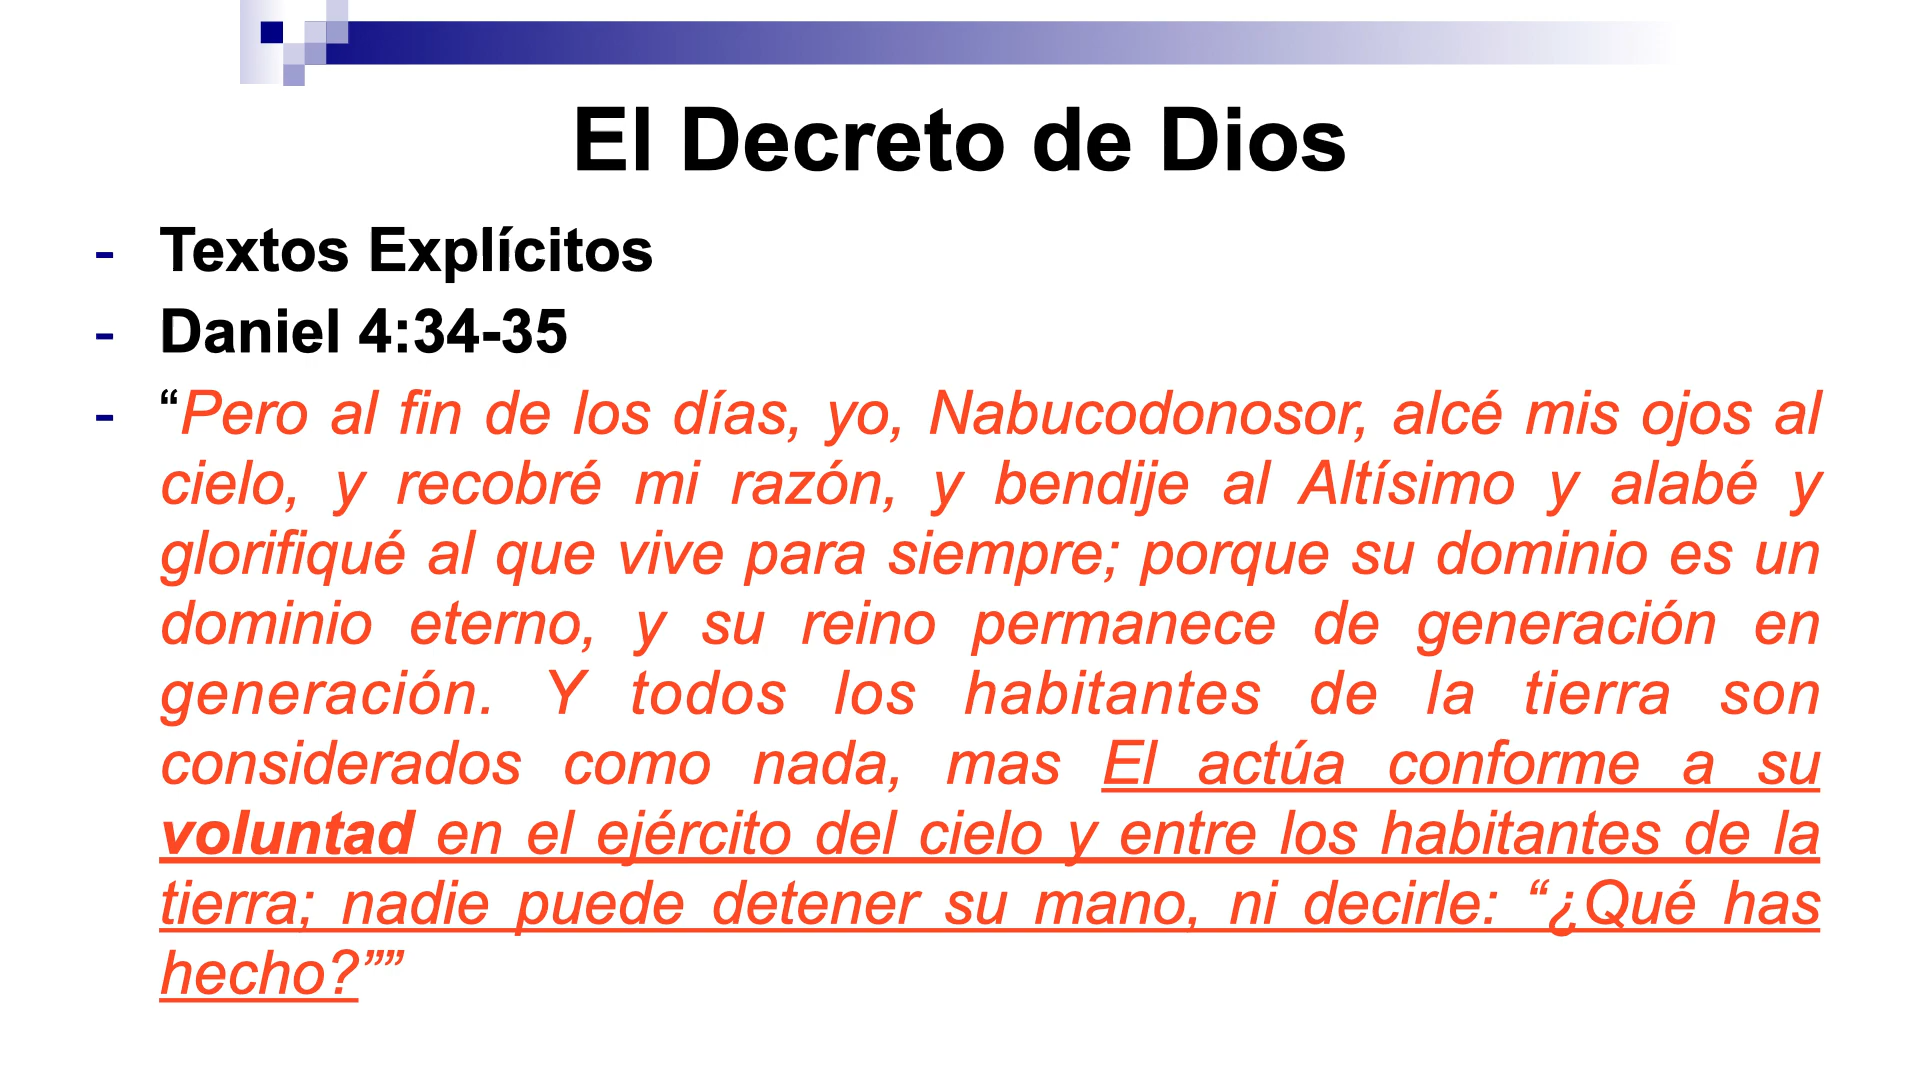 El Decreto de Dios
- Textos Explícitos
- Daniel 4:34-35
- “Pero al fin de los días, yo, Nabucodonosor, alcé mis ojos al
cielo, y recobré mi razón, y bendije al Altísimo y alabé y
glorifiqué al que vive para siempre; porque su dominio es un
dominio eterno, y su reino permanece de generación en
generación. Y todos los habitantes de la tierra son
considerados como nada, mas El actúa conforme a su
voluntad en el ejército del cielo y entre los habitantes de la
tierra; nadie puede detener su mano, ni decirle: “¿Qué has
hecho?””